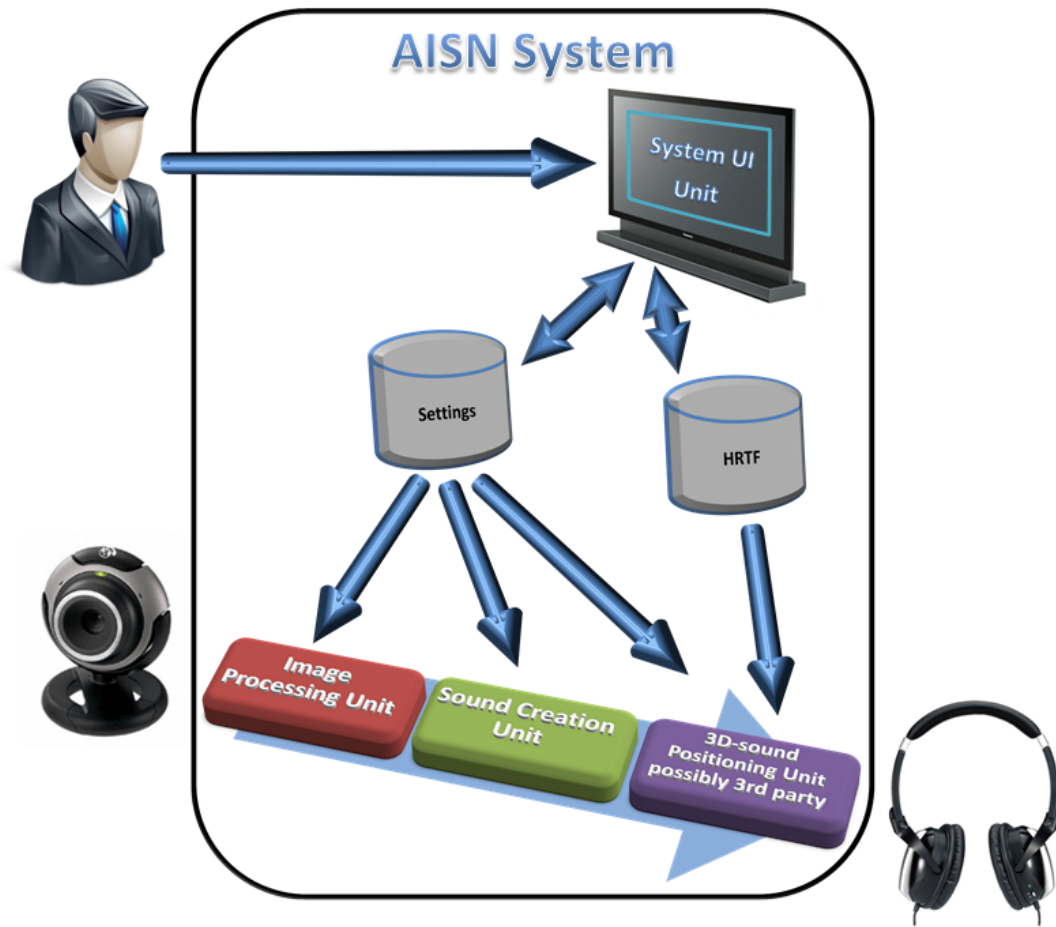 AISN System
System UI
Unit
Settings
HRTF
Image
Processing Unit
Sound Creation
Unit
3D-sound
Positioning Unit
possibly 3rd party